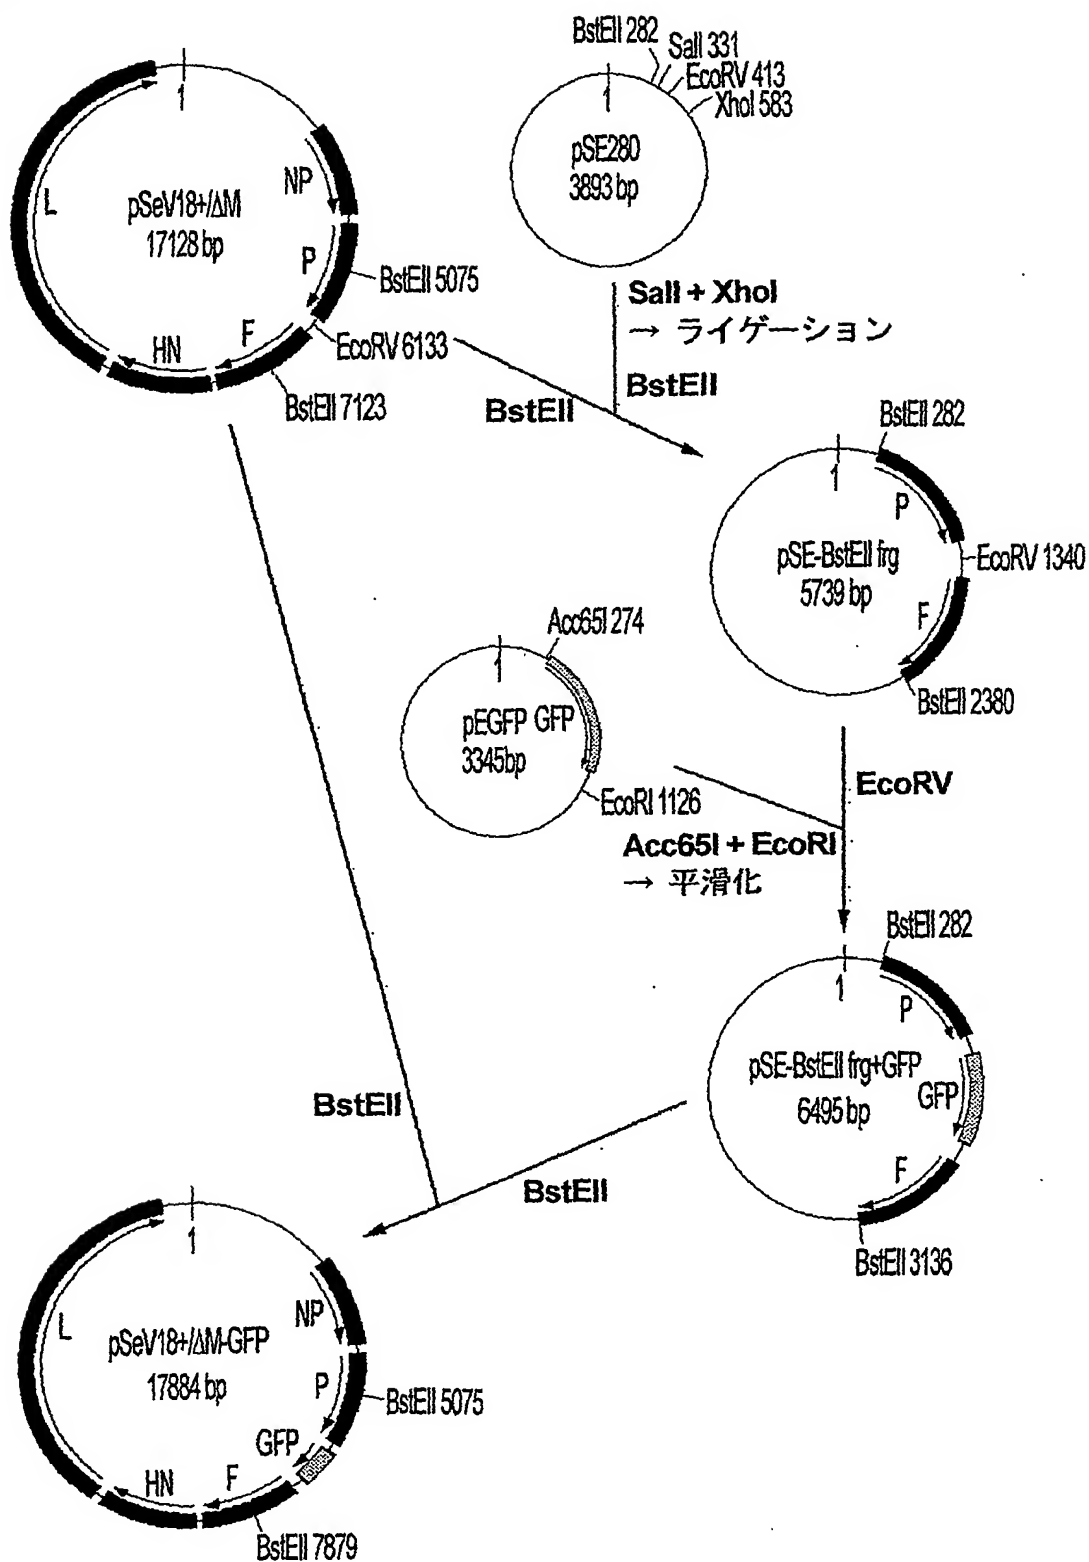 BstEII 282
SalI 331
EcoRV 413
XhoI 583
1
pSE280
3893 bp
1
L
NP
pSeV18+/ΔM
17128 bp
P
BstEII 5075
F
HN
EcoRV 6133
BstEII 7123
SalI + XhoI
→ ライゲーション
BstEII
BstEII
BstEII 282
1
P
pSE-BstEII frg
5739 bp
EcoRV 1340
F
BstEII 2380
Acc65I 274
1
pEGFP GFP
3345bp
EcoRI 1126
EcoRV
Acc65I + EcoRI
→ 平滑化
BstEII 282
1
P
pSE-BstEII frg+GFP
6495 bp
GFP
F
BstEII 3136
BstEII
BstEII
1
L
NP
pSeV18+/ΔM-GFP
17884 bp
P
BstEII 5075
GFP
F
HN
BstEII 7879